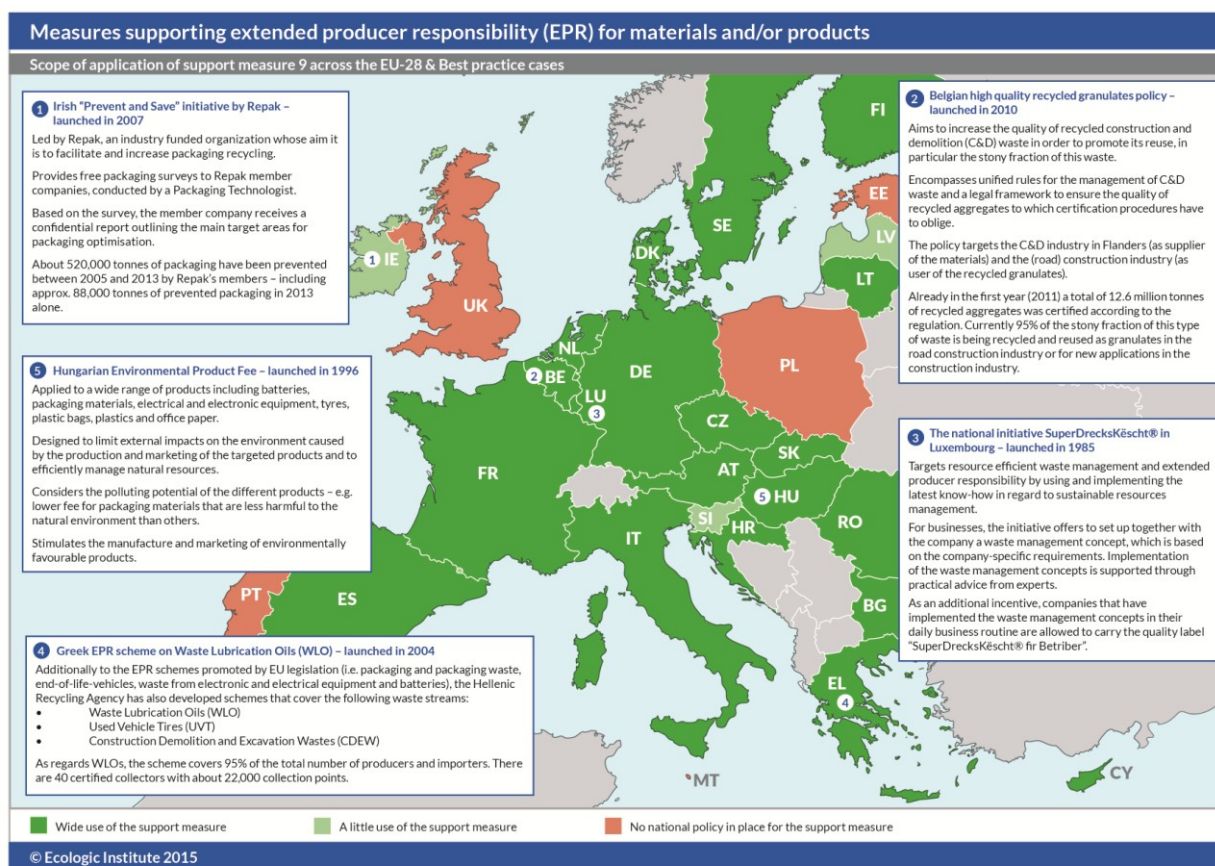 Measures supporting extended producer responsibility (EPR) for materials and/or products
Scope of application of support measure 9 across the EU-28 & Best practice cases
1 Irish "Prevent and Save" initiative by Repak –
launched in 2007
Led by Repak, an industry funded organization whose aim it
is to facilitate and increase packaging recycling.
Provides free packaging surveys to Repak member
companies, conducted by a Packaging Technologist.
Based on the survey, the member company receives a
confidential report outlining the main target areas for
packaging optimisation.
About 520,000 tonnes of packaging have been prevented
between 2005 and 2013 by Repak's members – including
approx. 88,000 tonnes of prevented packaging in 2013
alone.
5 Hungarian Environmental Product Fee – launched in 1996
Applied to a wide range of products including batteries,
packaging materials, electrical and electronic equipment, tyres,
plastic bags, plastics and office paper.
Designed to limit external impacts on the environment caused
by the production and marketing of the targeted products and to
efficiently manage natural resources.
Considers the polluting potential of the different products – e.g.
lower fee for packaging materials that are less harmful to the
natural environment than others.
Stimulates the manufacture and marketing of environmentally
favourable products.
4 Greek EPR scheme on Waste Lubrication Oils (WLO) – launched in 2004
Additionally to the EPR schemes promoted by EU legislation (i.e. packaging and packaging waste,
end-of-life-vehicles, waste from electronic and electrical equipment and batteries), the Hellenic
Recycling Agency has also developed schemes that cover the following waste streams:
• Waste Lubrication Oils (WLO)
• Used Vehicle Tires (UVT)
• Construction Demolition and Excavation Wastes (CDEW)
As regards WLOs, the scheme covers 95% of the total number of producers and importers. There
are 40 certified collectors with about 22,000 collection points.
2 Belgian high quality recycled granulates policy –
launched in 2010
Aims to increase the quality of recycled construction and
demolition (C&D) waste in order to promote its reuse, in
particular the stony fraction of this waste.
Encompasses unified rules for the management of C&D
waste and a legal framework to ensure the quality of
recycled aggregates to which certification procedures have
to oblige.
The policy targets the C&D industry in Flanders (as supplier
of the materials) and the (road) construction industry (as
user of the recycled granulates).
Already in the first year (2011) a total of 12.6 million tonnes
of recycled aggregates was certified according to the
regulation. Currently 95% of the stony fraction of this type
of waste is being recycled and reused as granulates in the
road construction industry or for new applications in the
construction industry.
3 The national initiative SuperDrecksKëscht® in
Luxembourg – launched in 1985
Targets resource efficient waste management and extended
producer responsibility by using and implementing the
latest know-how in regard to sustainable resources
management.
For businesses, the initiative offers to set up together with
the company a waste management concept, which is based
on the company-specific requirements. Implementation
of the waste management concepts is supported through
practical advice from experts.
As an additional incentive, companies that have
implemented the waste management concepts in their
daily business routine are allowed to carry the quality label
"SuperDrecksKëscht® fir Betriber".
FI
EE
SE
LV
DK
LT
1 IE
UK
NL
DE
PL
2 BE
LU
3
CZ
SK
FR
AT
5 HU
SI
HR
RO
IT
PT
ES
BG
EL
4
MT
CY
Wide use of the support measure
A little use of the support measure
No national policy in place for the support measure
© Ecologic Institute 2015